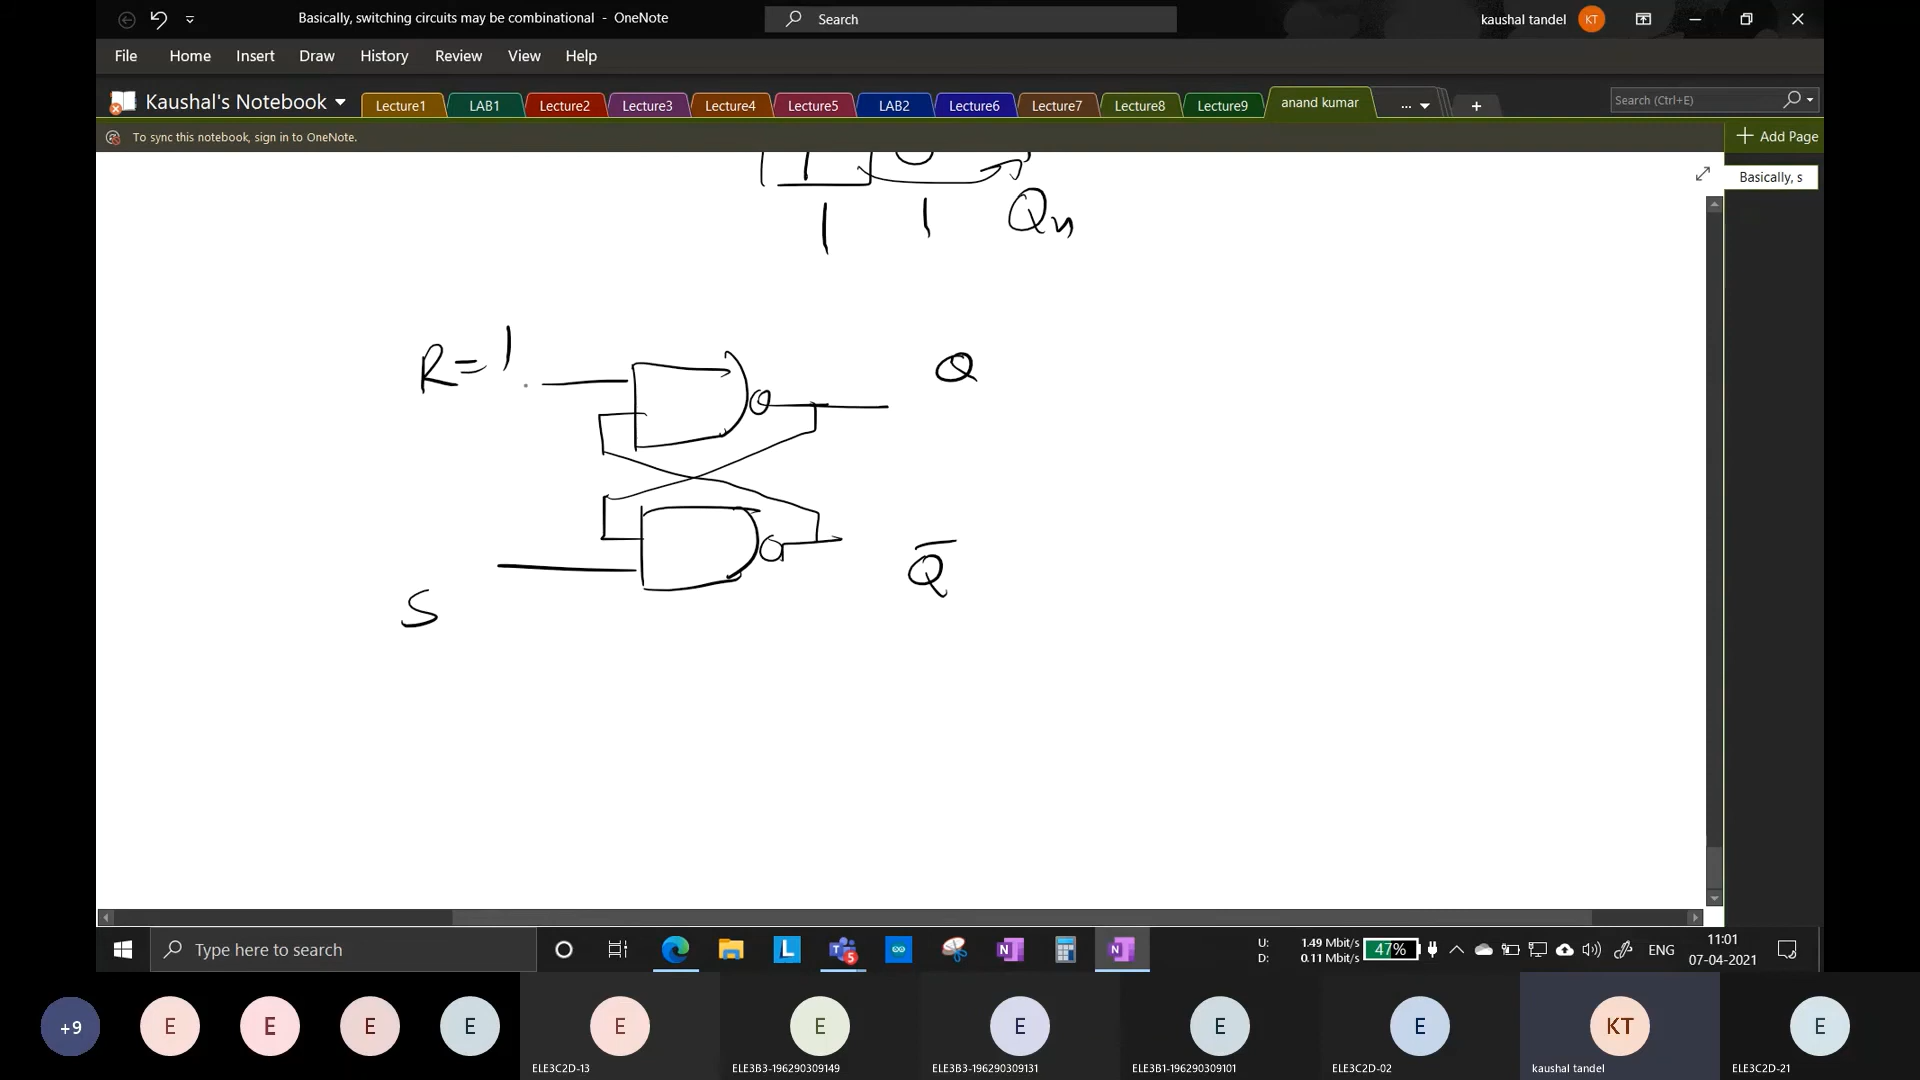 Basically, switching circuits may be combinational - OneNote
Search
kaushal tandel
KT
File Home Insert Draw History Review View Help
Kaushal's Notebook
Lecture1 LAB1 Lecture2 Lecture3 Lecture4 Lecture5 LAB2 Lecture6 Lecture7 Lecture8 Lecture9 anand kumar ...
Search (Ctrl+E)
To sync this notebook, sign in to OneNote.
Add Page
Basically, s
1 1 Qn
R=1
Q
S
Q̅
Type here to search
L
5
N
N
U: 1.49 Mbit/s
D: 0.11 Mbit/s
47%
ENG
11:01
07-04-2021
+9 E E E E E E E E E KT E
ELE3C2D-13 ELE3B3-196290309149 ELE3B3-196290309131 ELE3B1-196290309101 ELE3C2D-02 kaushal tandel ELE3C2D-21